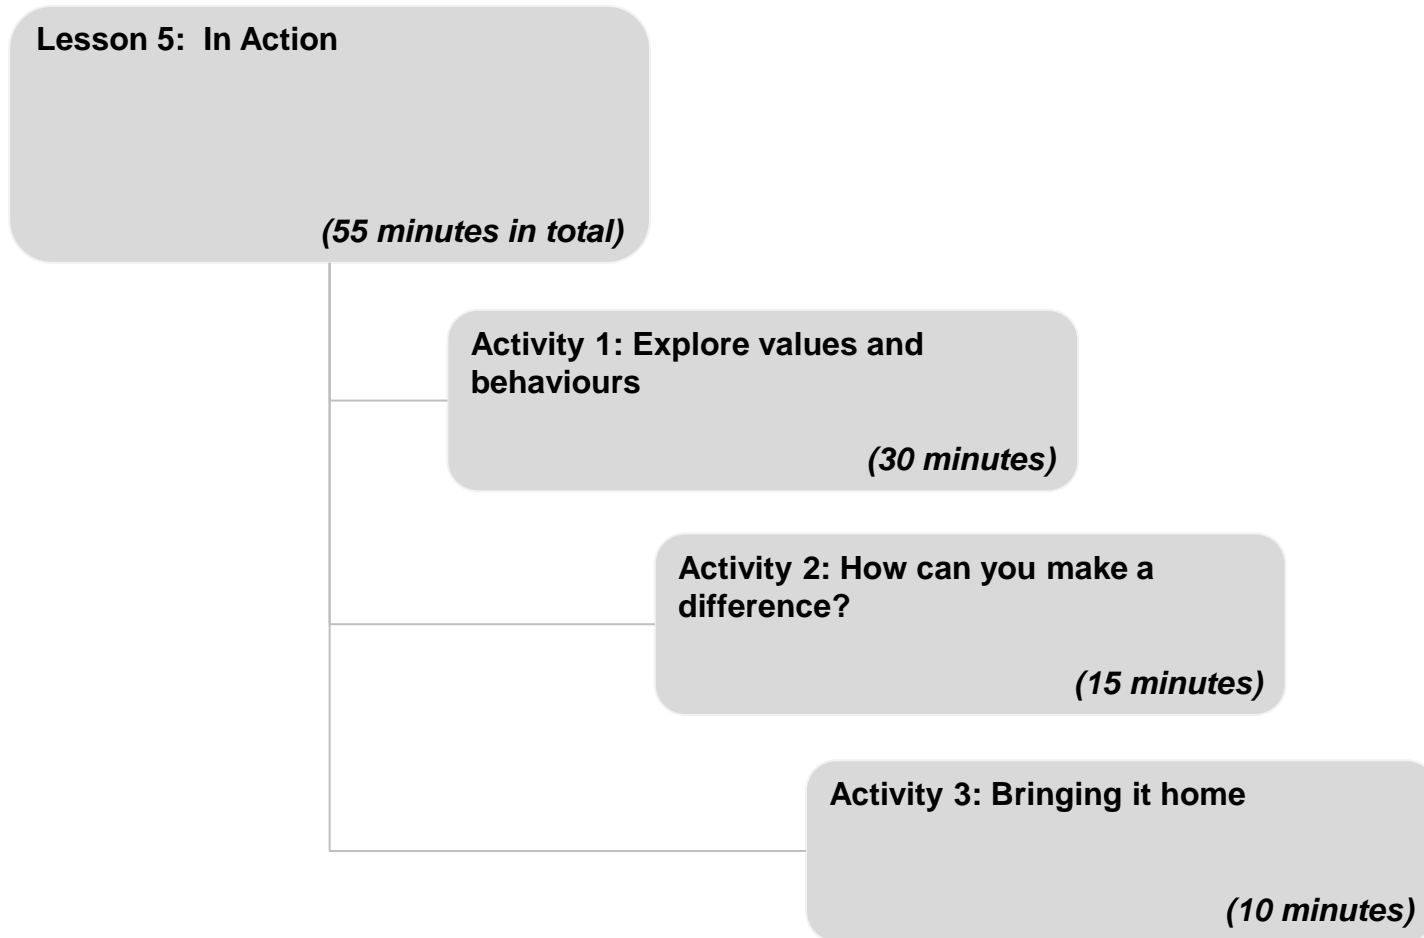 Lesson 5:  In Action
(55 minutes in total)
Activity 1: Explore values and
behaviours
(30 minutes)
Activity 2: How can you make a
difference?
(15 minutes)
Activity 3: Bringing it home
(10 minutes)